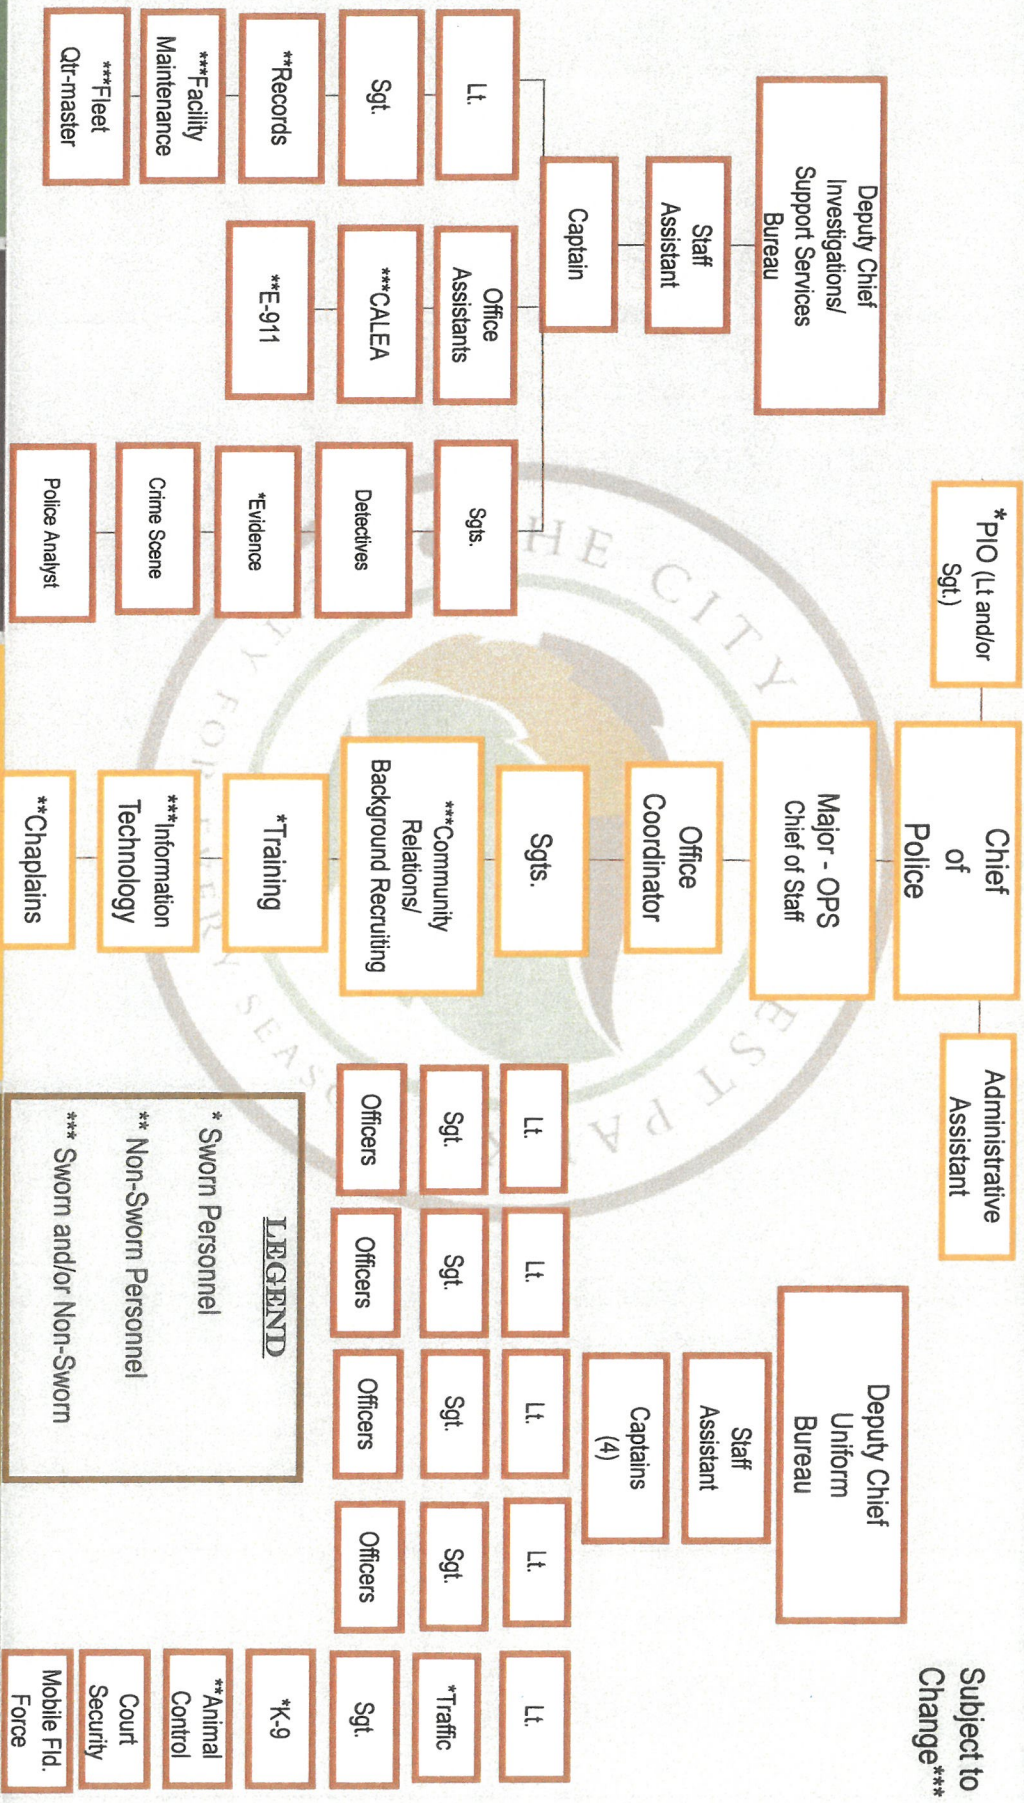 Subject to
Change***
*PIO (Lt and/or
Sgt.)
Chief
of
Police
Administrative
Assistant
Deputy Chief
Investigations/
Support Services
Bureau
Major - OPS
Chief of Staff
Deputy Chief
Uniform
Bureau
Staff
Assistant
Office
Coordinator
Staff
Assistant
Captain
Sgts.
Captains
(4)
Lt.
Sgt.
**Records
***Facility
Maintenance
***Fleet
Qtr-master
Office
Assistants
***CALEA
**E-911
Sgts.
Detectives
*Evidence
Crime Scene
Police Analyst
***Community
Relations/
Background Recruiting
*Training
***Information
Technology
**Chaplains
Lt.
Sgt.
Officers
Lt.
Sgt.
Officers
Lt.
Sgt.
Officers
Lt.
Sgt.
Officers
Lt.
*Traffic
Sgt.
*K-9
**Animal
Control
Court
Security
Mobile Fld.
Force
LEGEND
* Sworn Personnel
** Non-Sworn Personnel
*** Sworn and/or Non-Sworn
HE CITY
EST PA